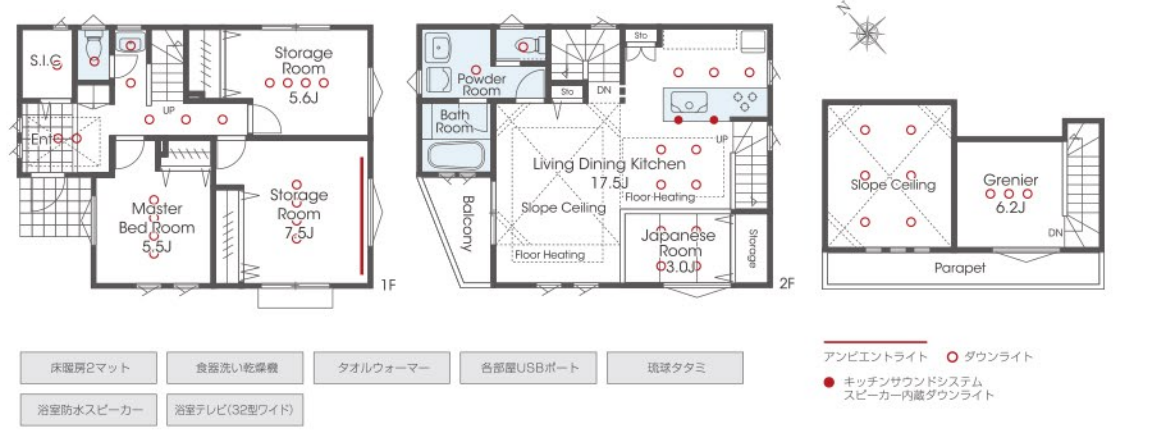 S.I.C
UP
Storage
Room
5.6J
Ent
Master
Bed Room
5.5J
Storage
Room
7.5J
1F
Powder
Room
Sto
DN
Sto
Bath
Room
UP
Living Dining Kitchen
17.5J
Floor Heating
Slope Ceiling
Balcony
Japanese
Room
3.0J
Storage
Floor Heating
2F
N
Slope Ceiling
Grenier
6.2J
DN
Parapet
床暖房2マット
食器洗い乾燥機
タオルウォーマー
各部屋USBポート
琉球タタミ
浴室防水スピーカー
浴室テレビ(32型ワイド)
アンビエントライト
ダウンライト
キッチンサウンドシステム
スピーカー内蔵ダウンライト